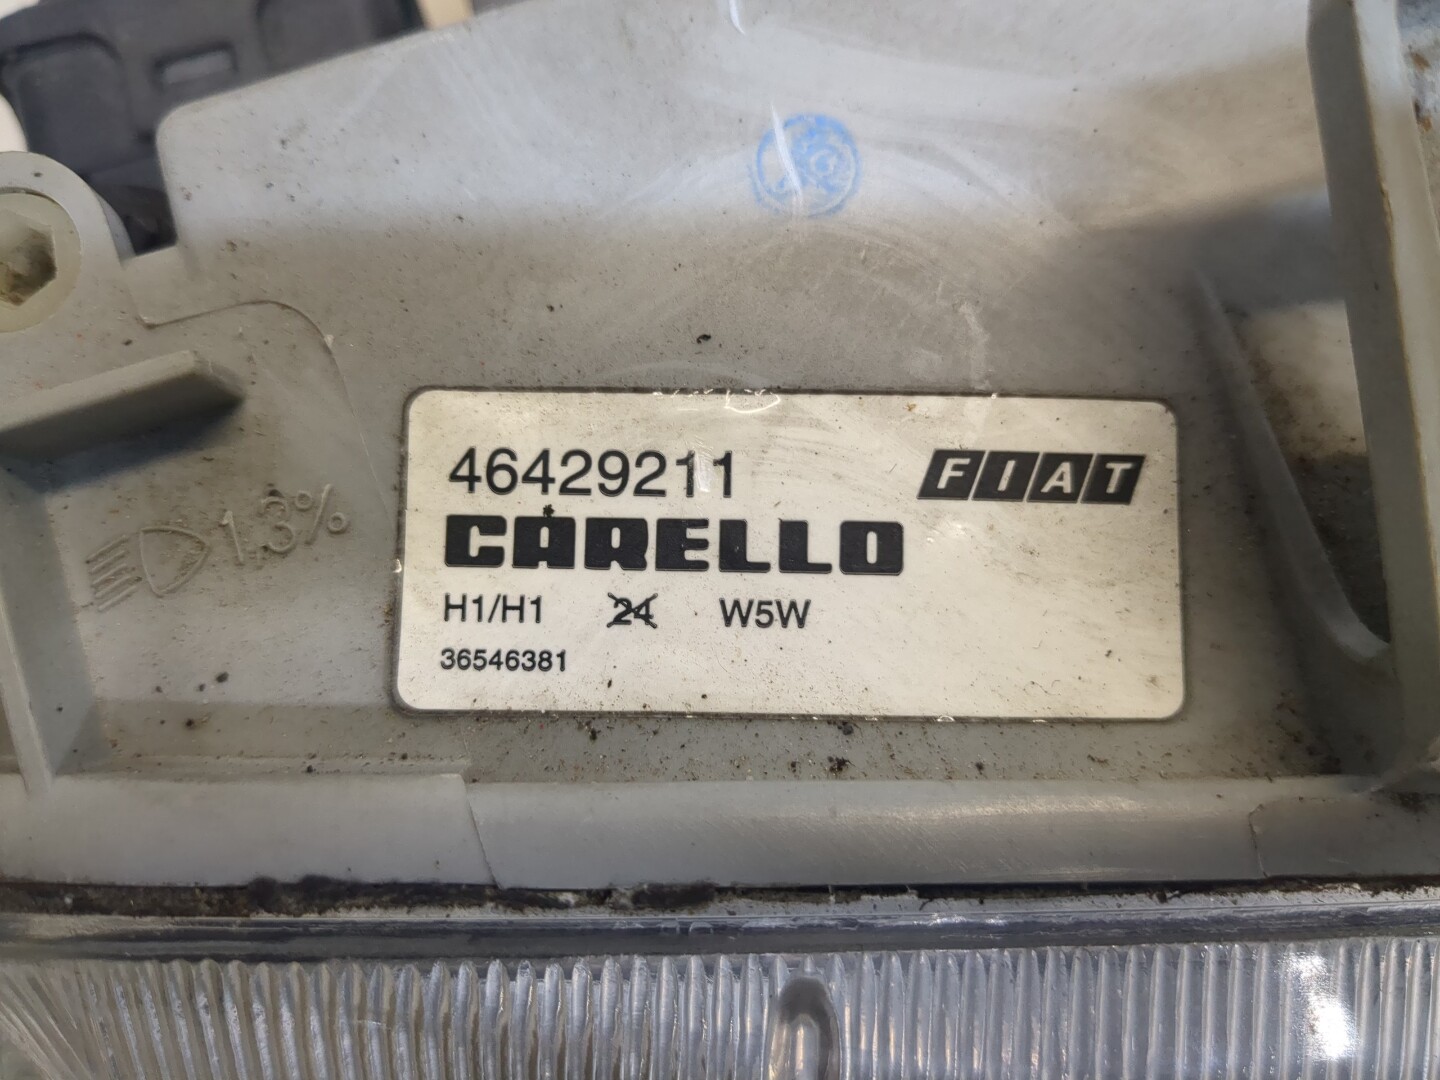 46429211
FIAT
CARELLO
H1/H1 24 W5W
36546381
1,3%